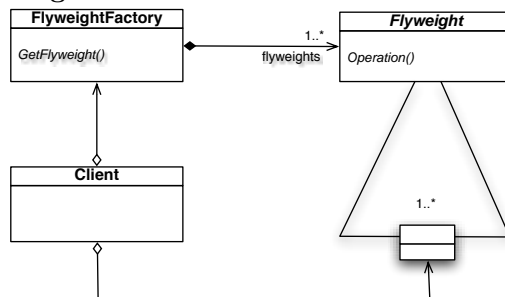 FlyweightFactory
GetFlyweight()
1..*
flyweights
Flyweight
Operation()
Client
1..*